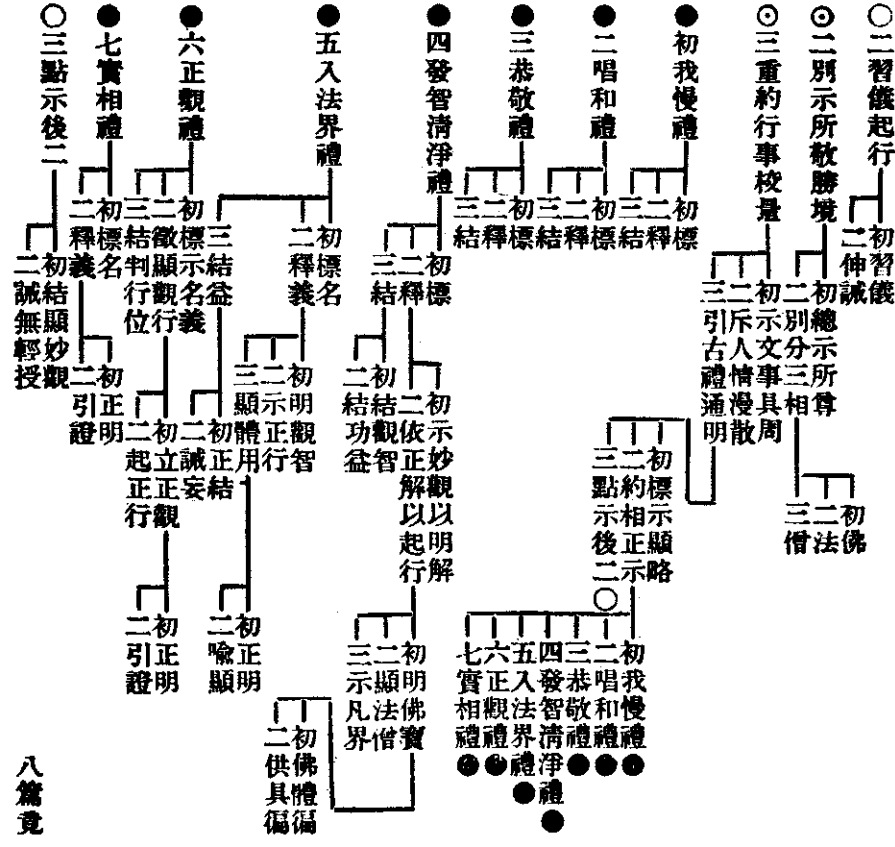 ○二習儀起行
初習儀
二伸誡
⊙二別示所敬勝境
初總示所尊
二別分三相
初佛
二法
三僧
⊙三重約行事校量
初示文事具周
二斥人情漫散
三引古禮通明
初標示顯略
二約相正示
三點示後二○
初我慢禮●
二唱和禮●
三恭敬禮●
四發智清淨禮●
五入法界禮●
六正觀禮●
七實相禮●
●初我慢禮
初標
二釋
三結
●二唱和禮
初標
二釋
三結
●三恭敬禮
初標
二釋
三結
●四發智清淨禮
初標
二釋
三結
初示妙觀以明解
二依正解以起行
初明佛寶
二顯法僧
三示凡界
初佛體徧
二供具徧
初結觀智
二結功益
●五入法界禮
初標名
二釋義
三結益
初明觀智
二示正行
三顯體用
初正明
二喻顯
初正結
二誡妄
●六正觀禮
初標示名義
二徵顯觀行
三結判行位
初立正觀
二起正行
初正明
二引證
●七實相禮
初標名
二釋義
初正明
二引證
○三點示後二
初結顯妙觀
二誡無輕授
八篇竟